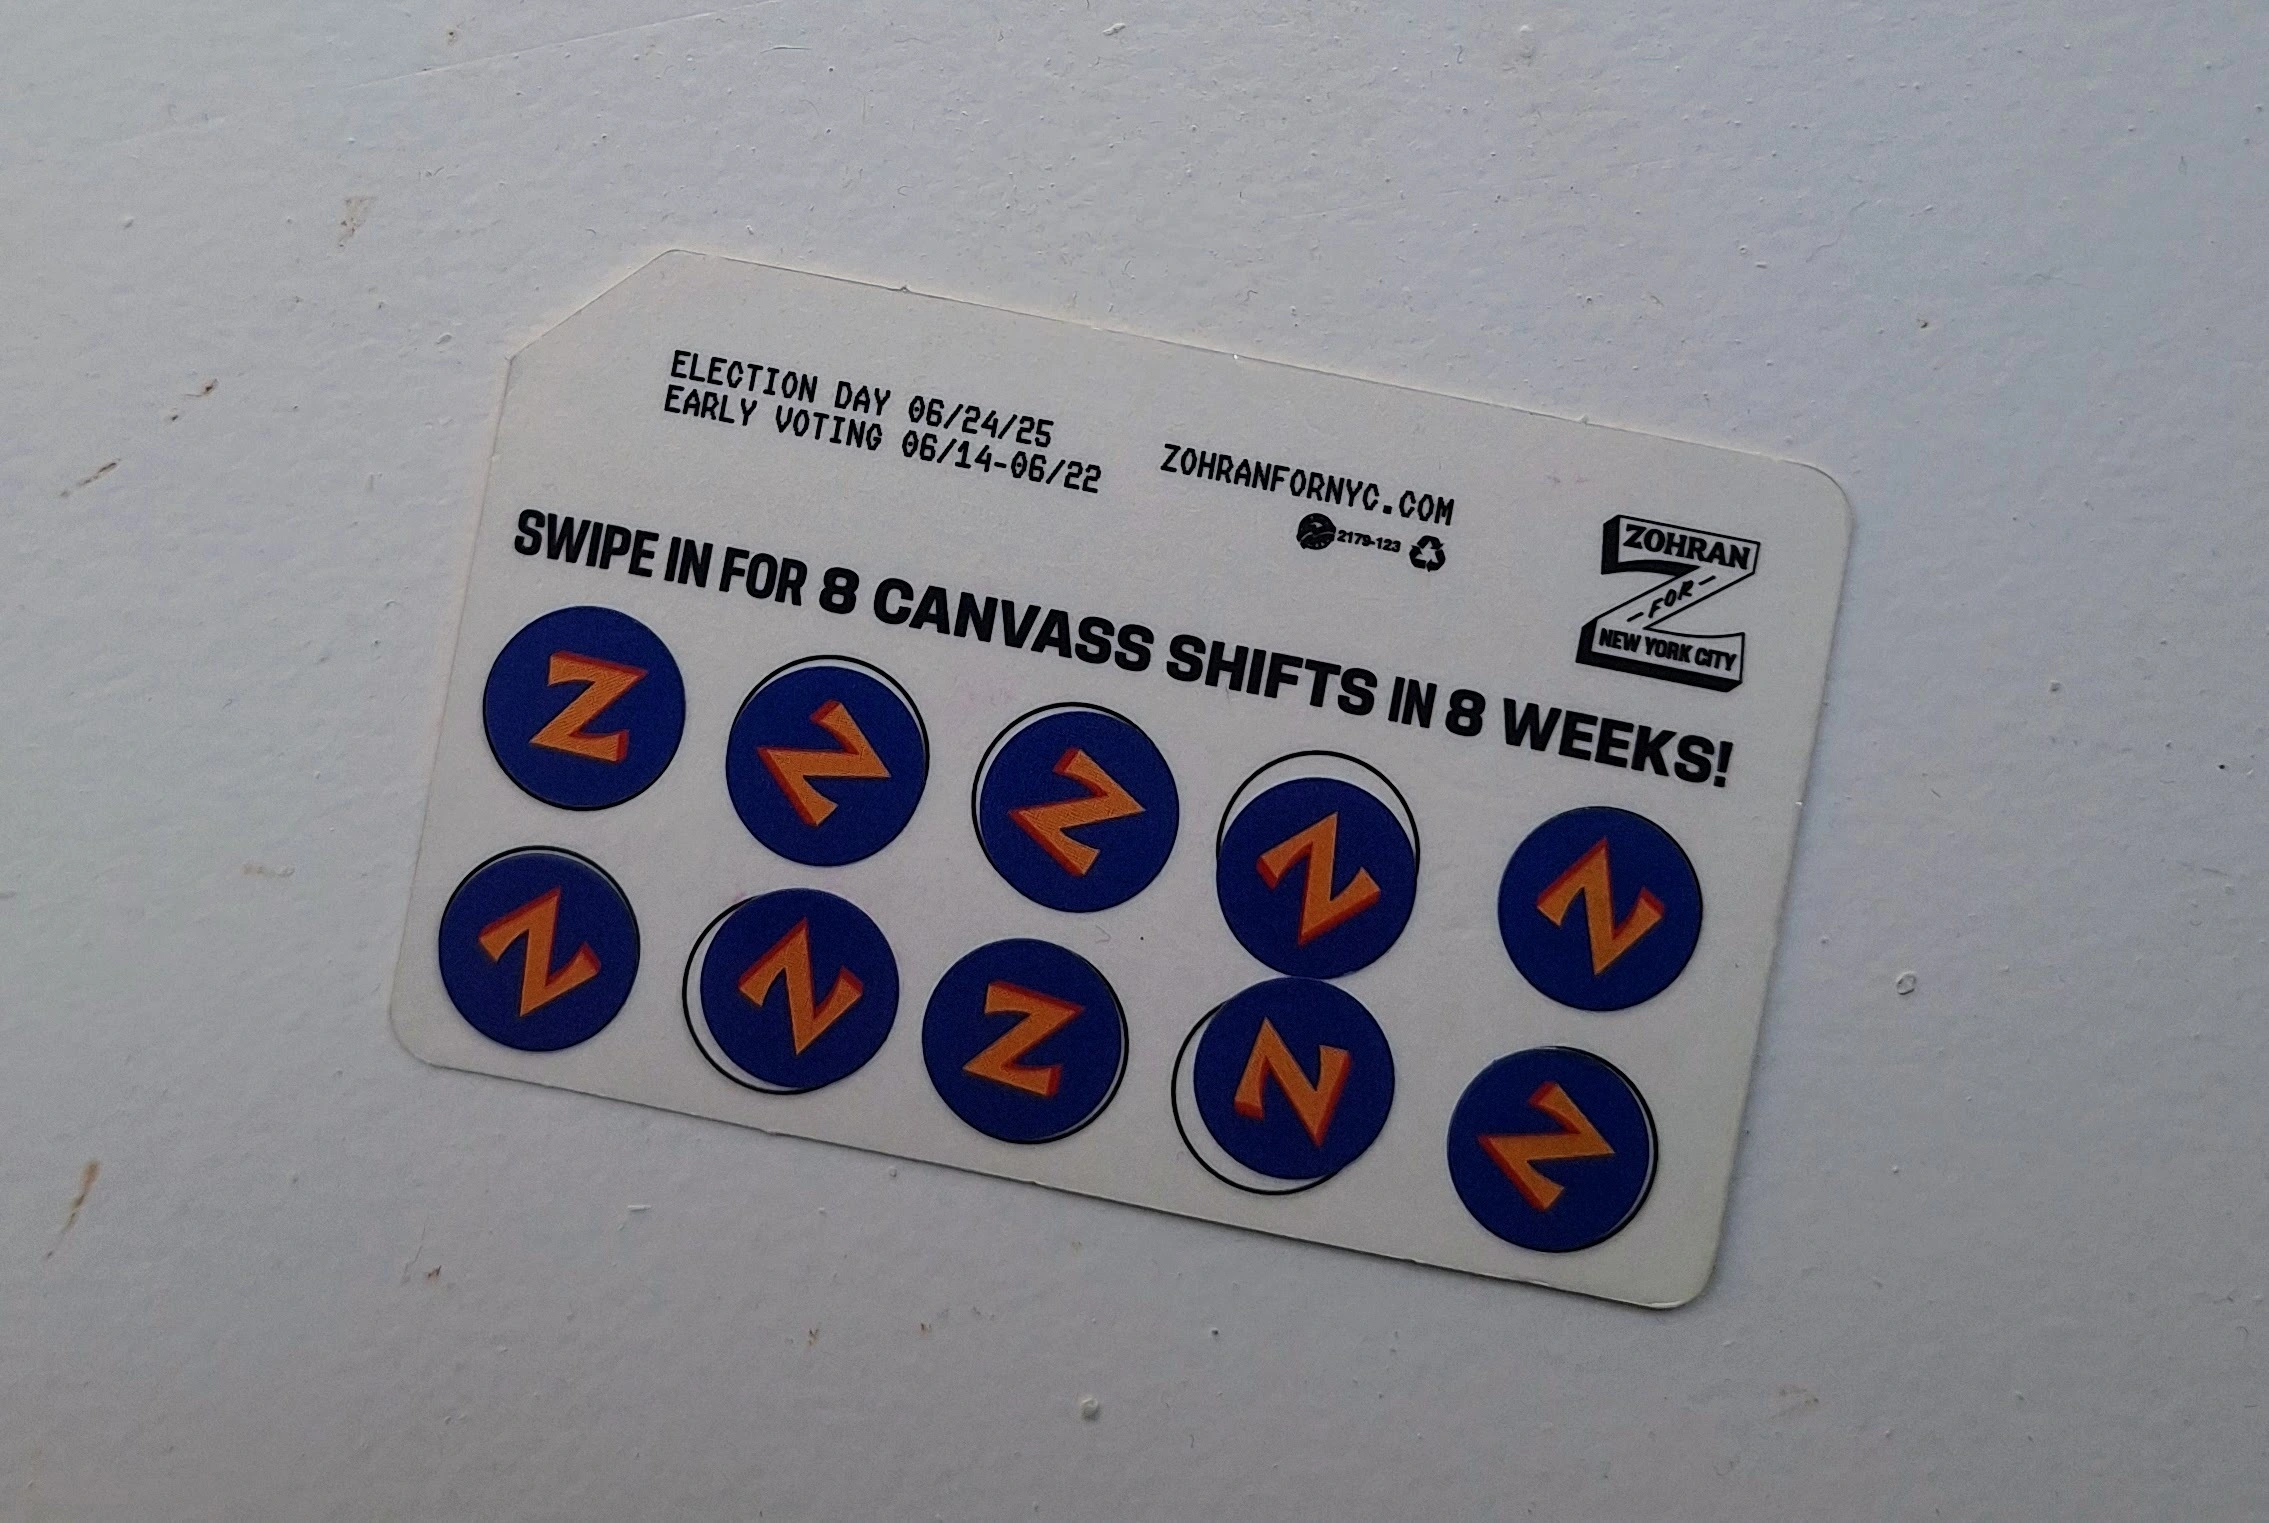 ELECTION DAY 06/24/25
EARLY VOTING 06/14-06/22
ZOHRANFORNYC.COM
2179-123
ZOHRAN
FOR
NEW YORK CITY
SWIPE IN FOR 8 CANVASS SHIFTS IN 8 WEEKS!
Z Z Z Z Z
Z Z Z Z Z